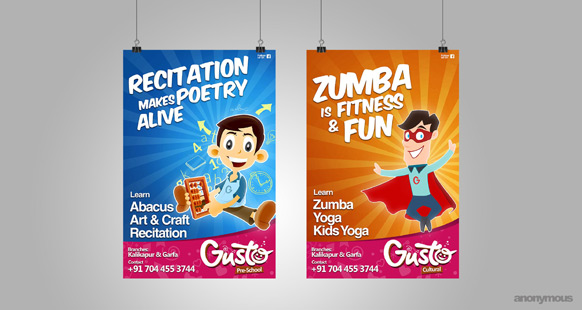 RECITATION
MAKES POETRY
ALIVE
Learn
Abacus
Art & Craft
Recitation
Branches:
Kalikapur & Garfa
Contact
+91 704 455 3744
Gusto
Pre-School
ZUMBA
IS FITNESS
& FUN
Learn
Zumba
Yoga
Kids Yoga
Branches:
Kalikapur & Garfa
Contact
+91 704 455 3744
Gusto
Cultural
anonymous